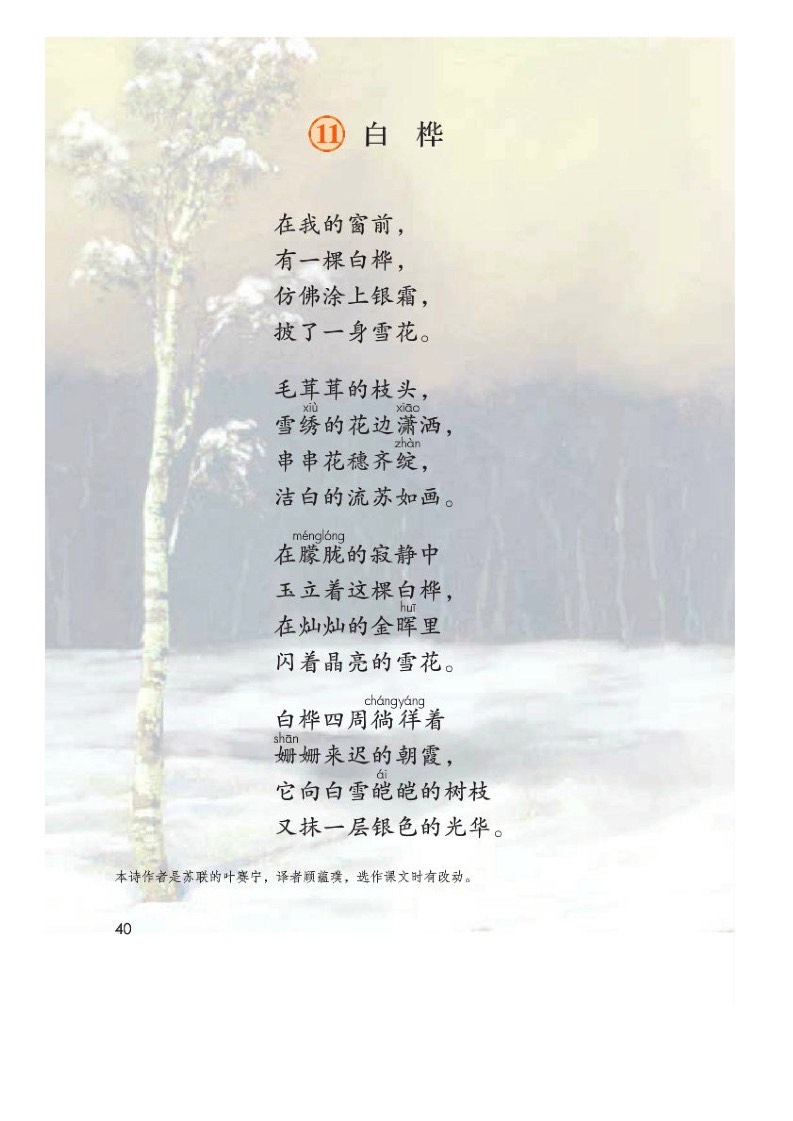 11 白 桦
在我的窗前，
有一棵白桦，
仿佛涂上银霜，
披了一身雪花。
毛茸茸的枝头，
xiù xiāo
雪绣的花边潇洒，
zhàn
串串花穗齐绽，
洁白的流苏如画。
ménglóng
在朦胧的寂静中
玉立着这棵白桦，
huī
在灿灿的金晖里
闪着晶亮的雪花。
chángyáng
白桦四周徜徉着
shān
姗姗来迟的朝霞，
ái
它向白雪皑皑的树枝
又抹一层银色的光华。
本诗作者是苏联的叶赛宁，译者顾蕴璞，选作课文时有改动。
40